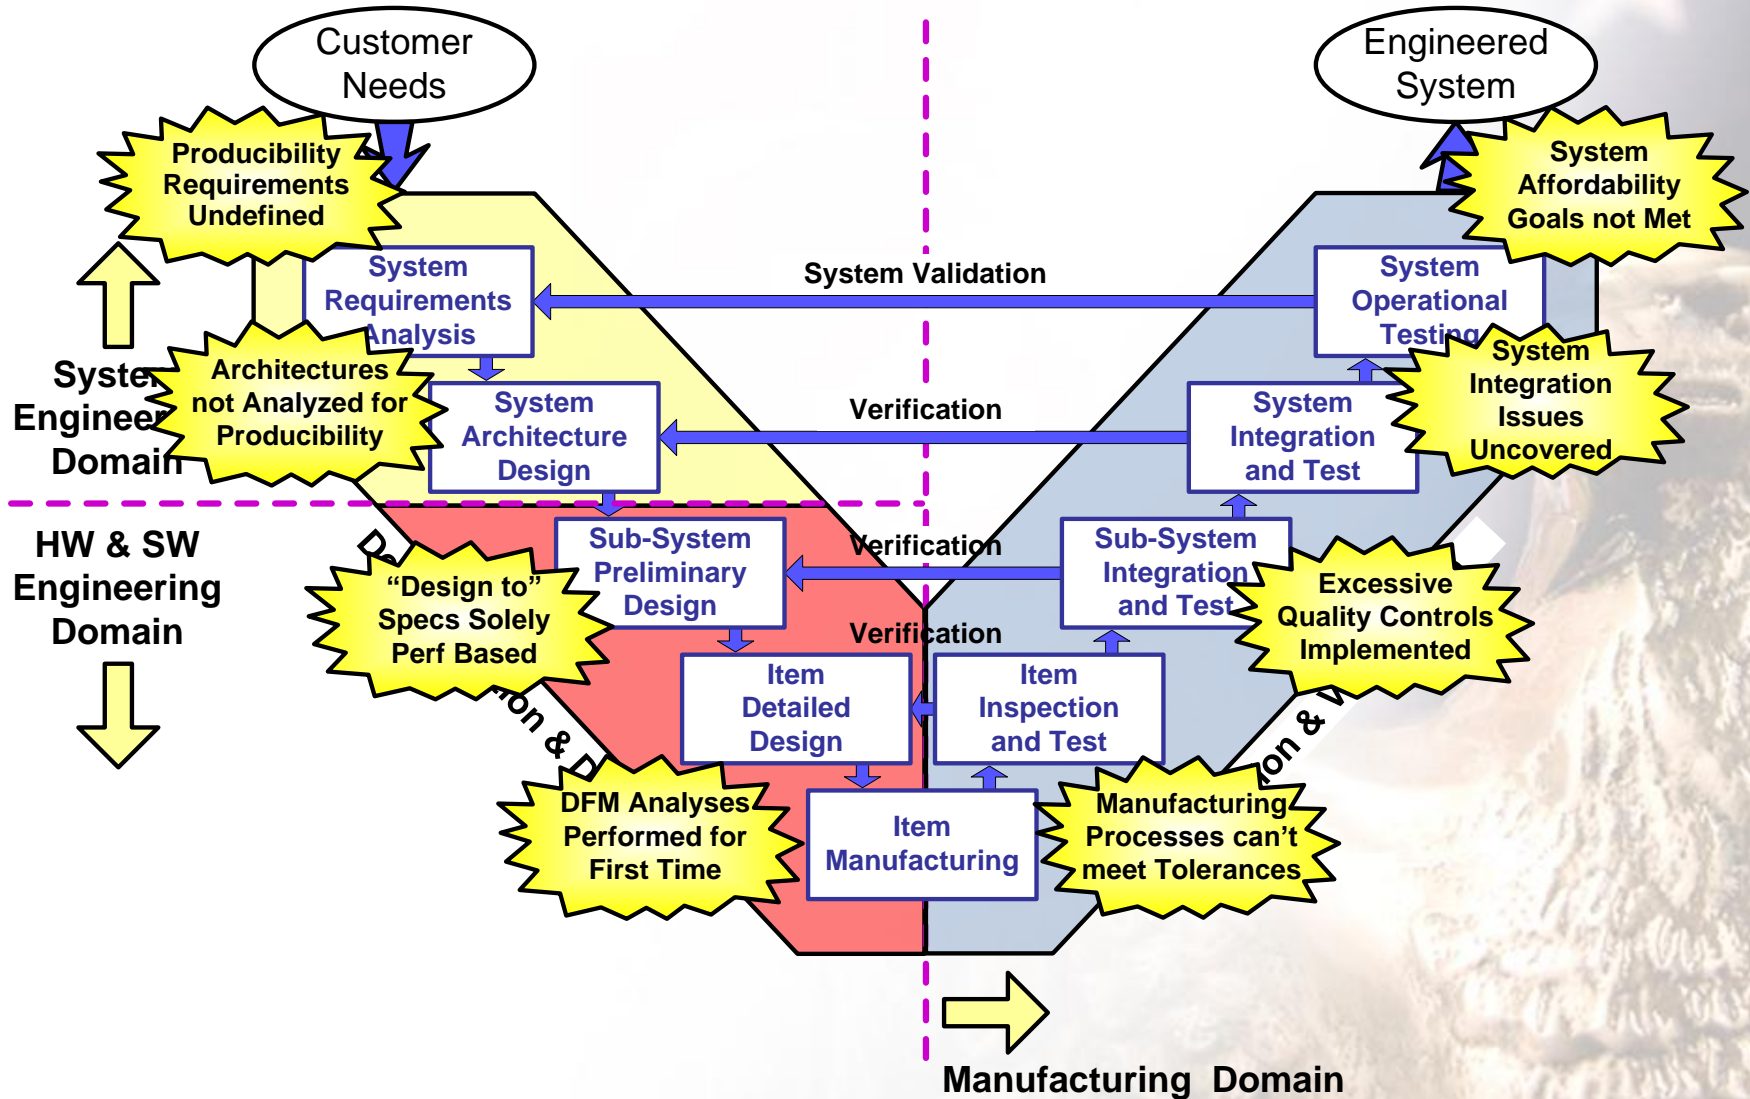 Customer
Needs
Engineered
System
Producibility
Requirements
Undefined
System
Affordability
Goals not Met
System
Requirements
Analysis
System Validation
System
Operational
Testing
Architectures
not Analyzed for
Producibility
System
Engineering
Domain
System
Architecture
Design
Verification
System
Integration
and Test
System
Integration
Issues
Uncovered
HW & SW
Engineering
Domain
"Design to"
Specs Solely
Perf Based
Sub-System
Preliminary
Design
Verification
Sub-System
Integration
and Test
Excessive
Quality Controls
Implemented
Verification
Item
Detailed
Design
Item
Inspection
and Test
DFM Analyses
Performed for
First Time
Item
Manufacturing
Manufacturing
Processes can't
meet Tolerances
Manufacturing Domain